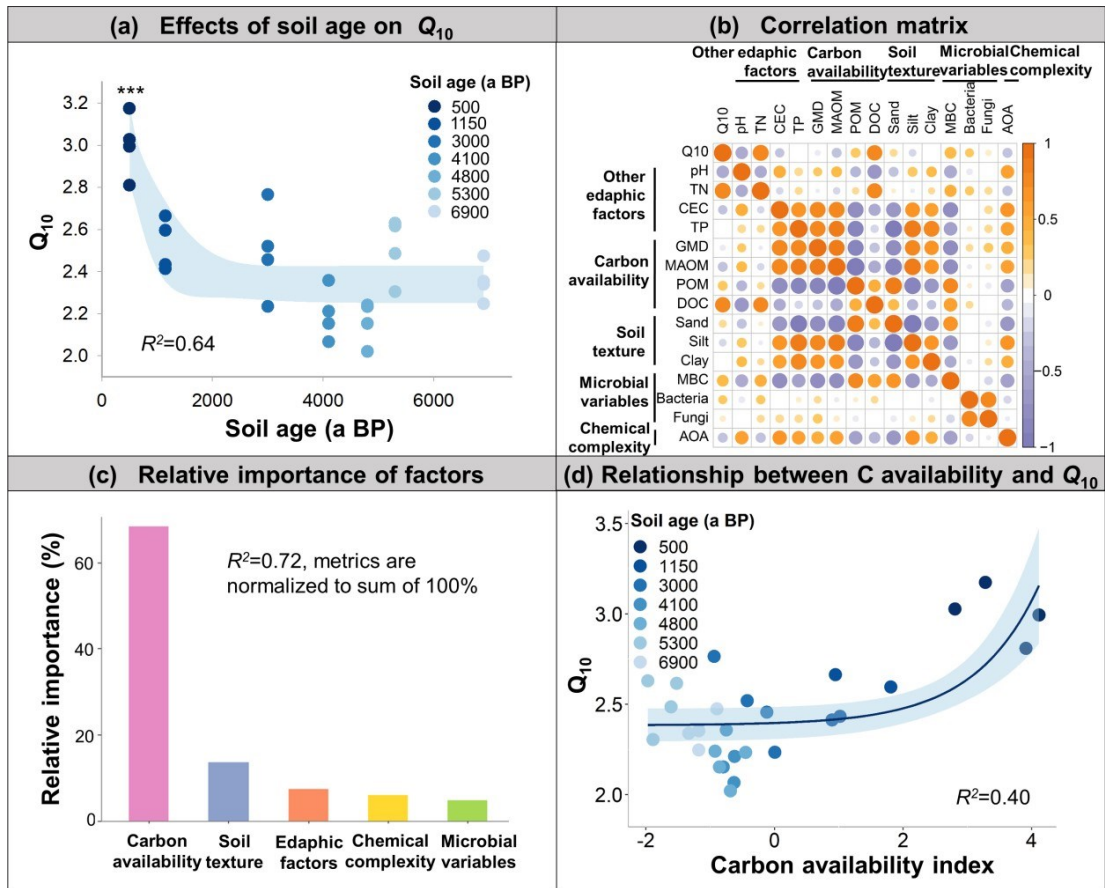 (a) Effects of soil age on Q10
3.2
3.0
2.8
2.6
2.4
2.2
2.0
Q10
***
R²=0.64
Soil age (a BP)
500
1150
3000
4100
4800
5300
6900
0
2000
4000
6000
Soil age (a BP)
(b) Correlation matrix
Other edaphic factors
Carbon availability
Soil texture
Microbial variables
Chemical complexity
Q10
pH
TN
CEC
TP
GMD
MAOM
POM
DOC
Sand
Silt
Clay
MBC
Bacteria
Fungi
AOA
Other
edaphic
factors
Carbon
availability
Soil
texture
Microbial
variables
Chemical
complexity
Q10
pH
TN
CEC
TP
GMD
MAOM
POM
DOC
Sand
Silt
Clay
MBC
Bacteria
Fungi
AOA
1
0.5
0
−0.5
−1
(c) Relative importance of factors
Relative importance (%)
60
40
20
0
R²=0.72, metrics are
normalized to sum of 100%
Carbon
availability
Soil
texture
Edaphic
factors
Chemical
complexity
Microbial
variables
(d) Relationship between C availability and Q10
3.5
3.0
2.5
2.0
Q10
Soil age (a BP)
500
1150
3000
4100
4800
5300
6900
R²=0.40
-2
0
2
4
Carbon availability index